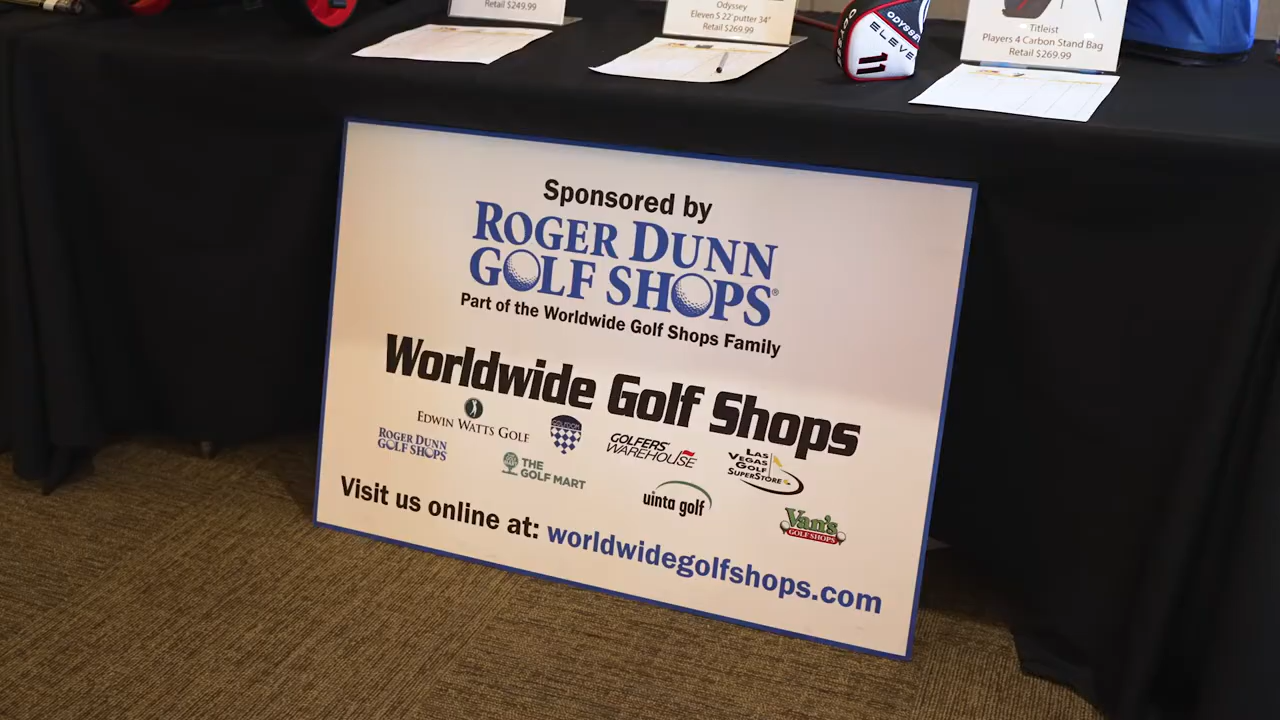 Retail $249.99
Odyssey
Eleven S 22' putter 34"
Retail $269.99
ODYSSEY
ELEVE
11
Titleist
Players 4 Carbon Stand Bag
Retail $269.99
Sponsored by
ROGER DUNN
GOLF SHOPS®
Part of the Worldwide Golf Shops Family
Worldwide Golf Shops
EDWIN WATTS GOLF
ROGER DUNN
GOLF SHOPS
GOLFDOM
GOLFERS'
WAREHOUSE
LAS
VEGAS
GOLF
SUPERSTORE
THE
GOLF MART
uinta golf
Van's
GOLF SHOPS
Visit us online at: worldwidegolfshops.com